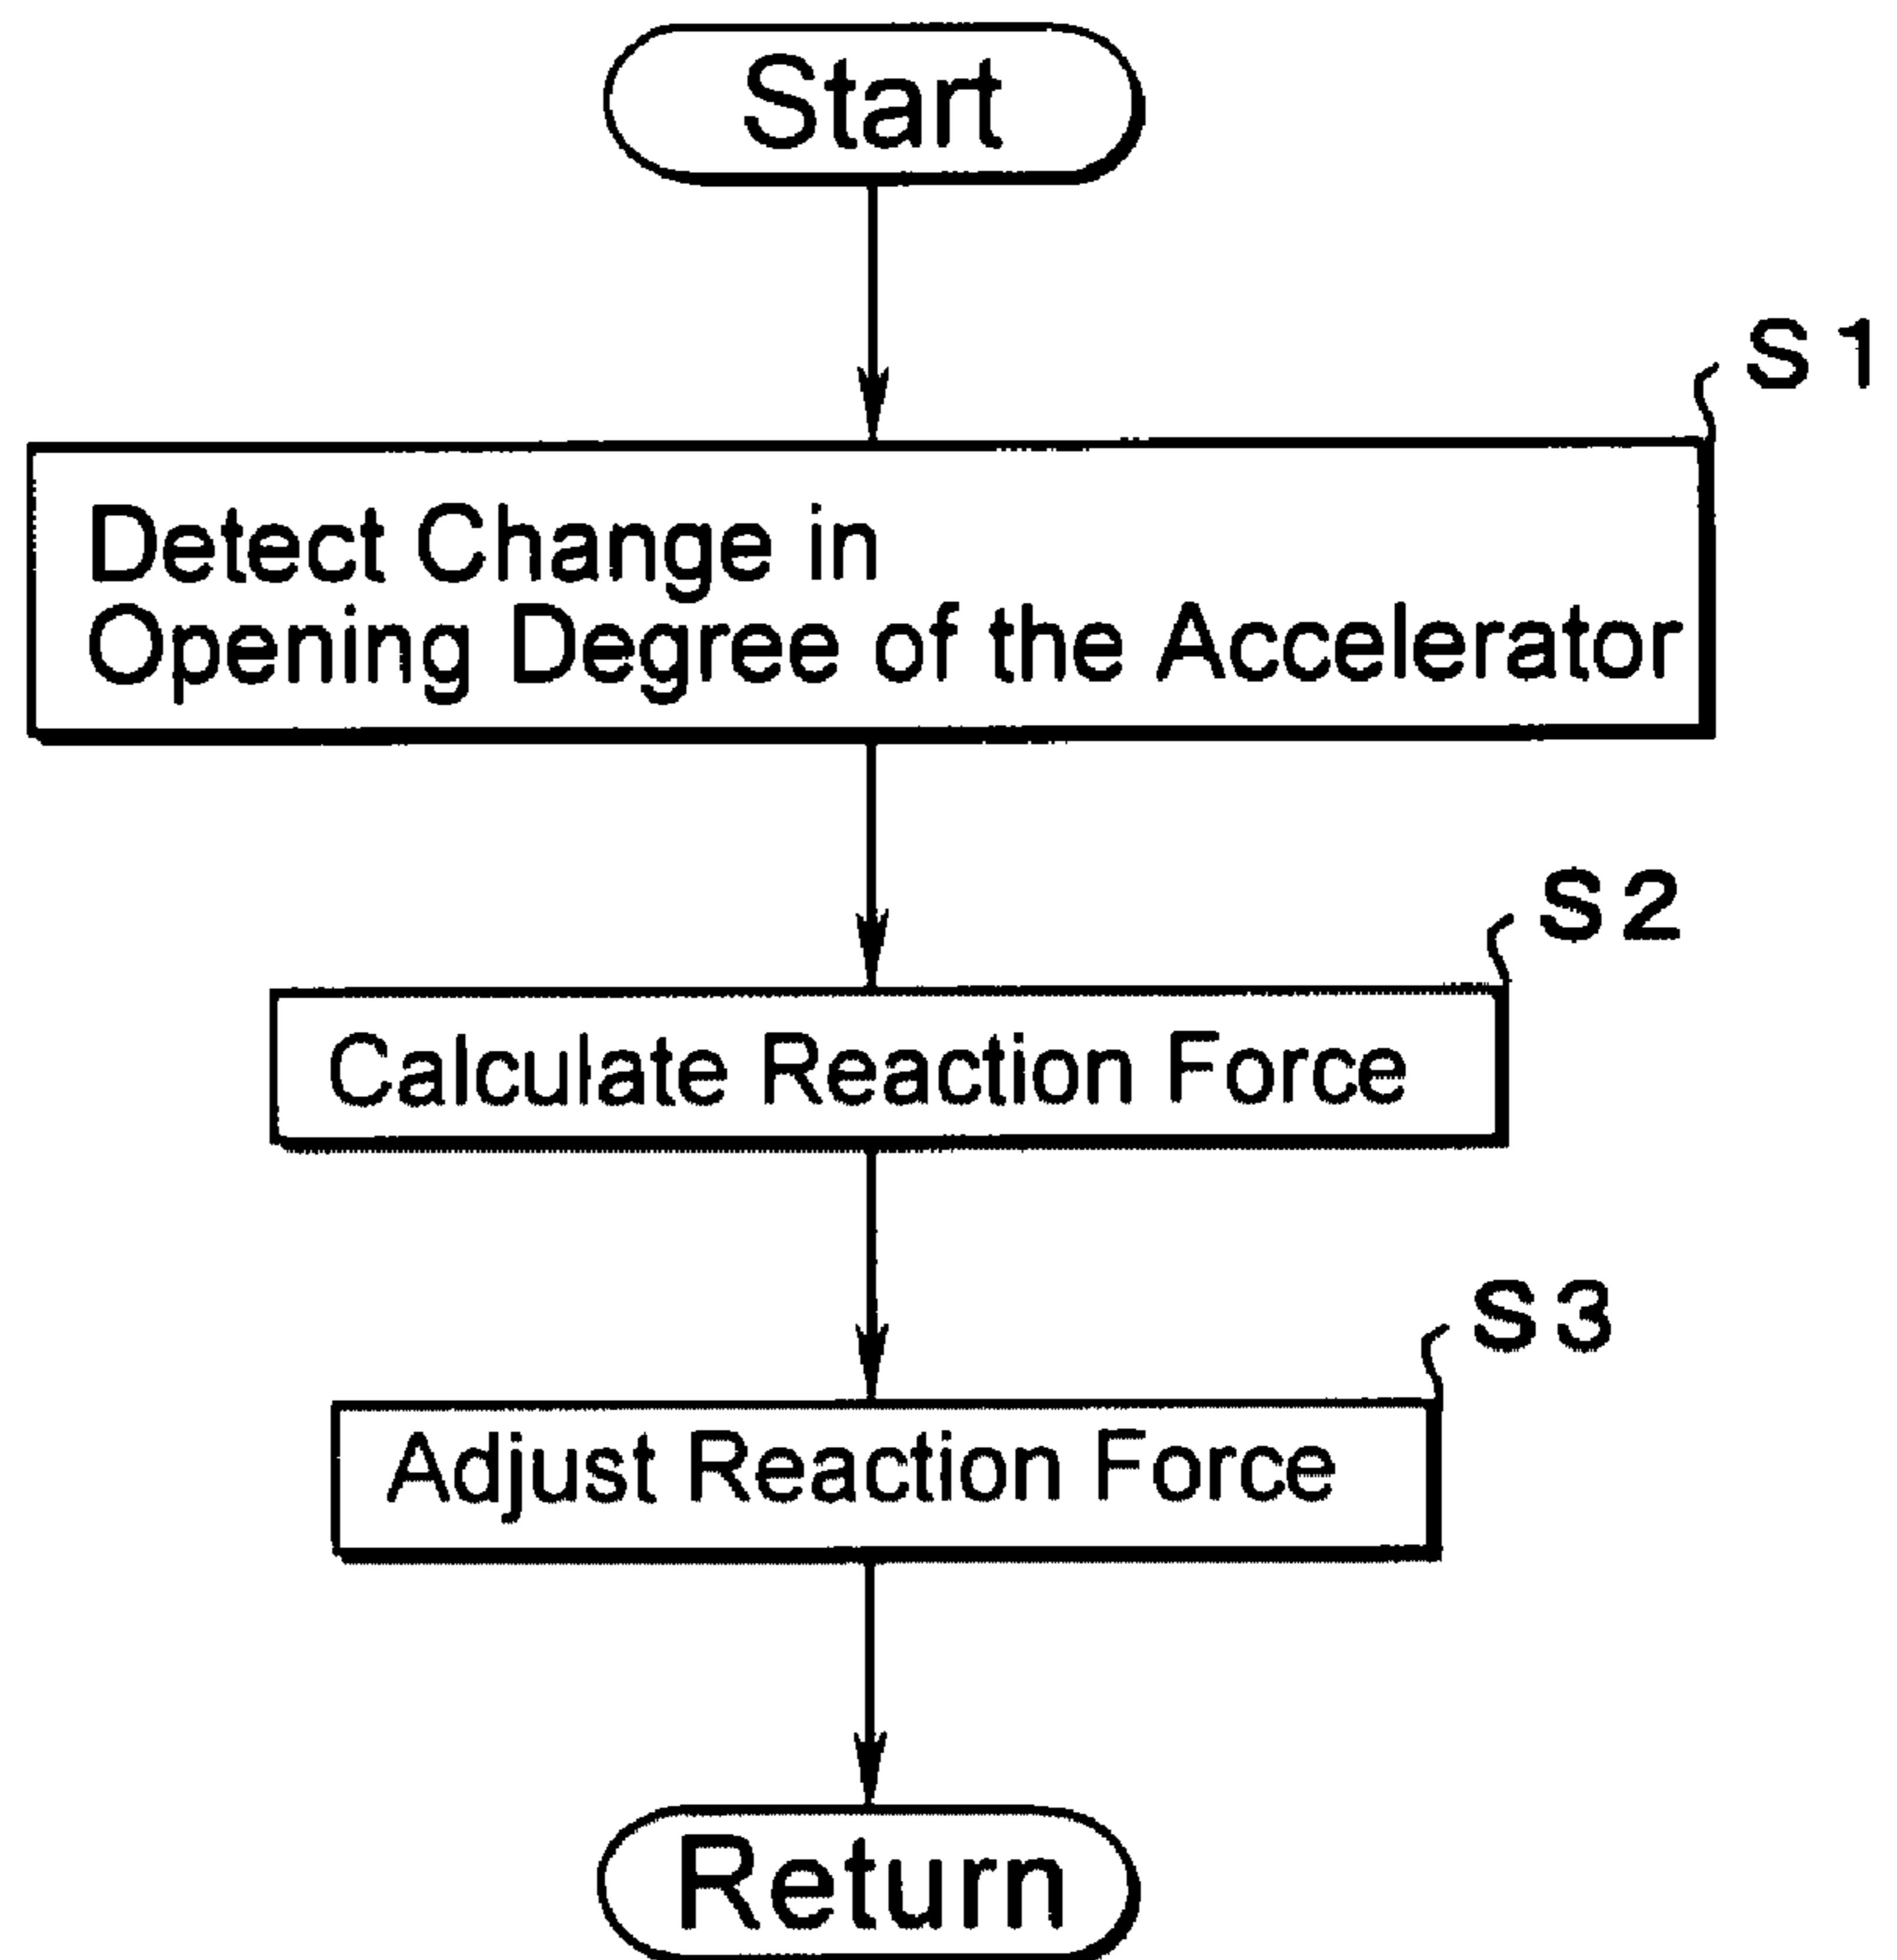 Start
S1
Detect Change in
Opening Degree of the Accelerator
S2
Calculate Reaction Force
S3
Adjust Reaction Force
Return